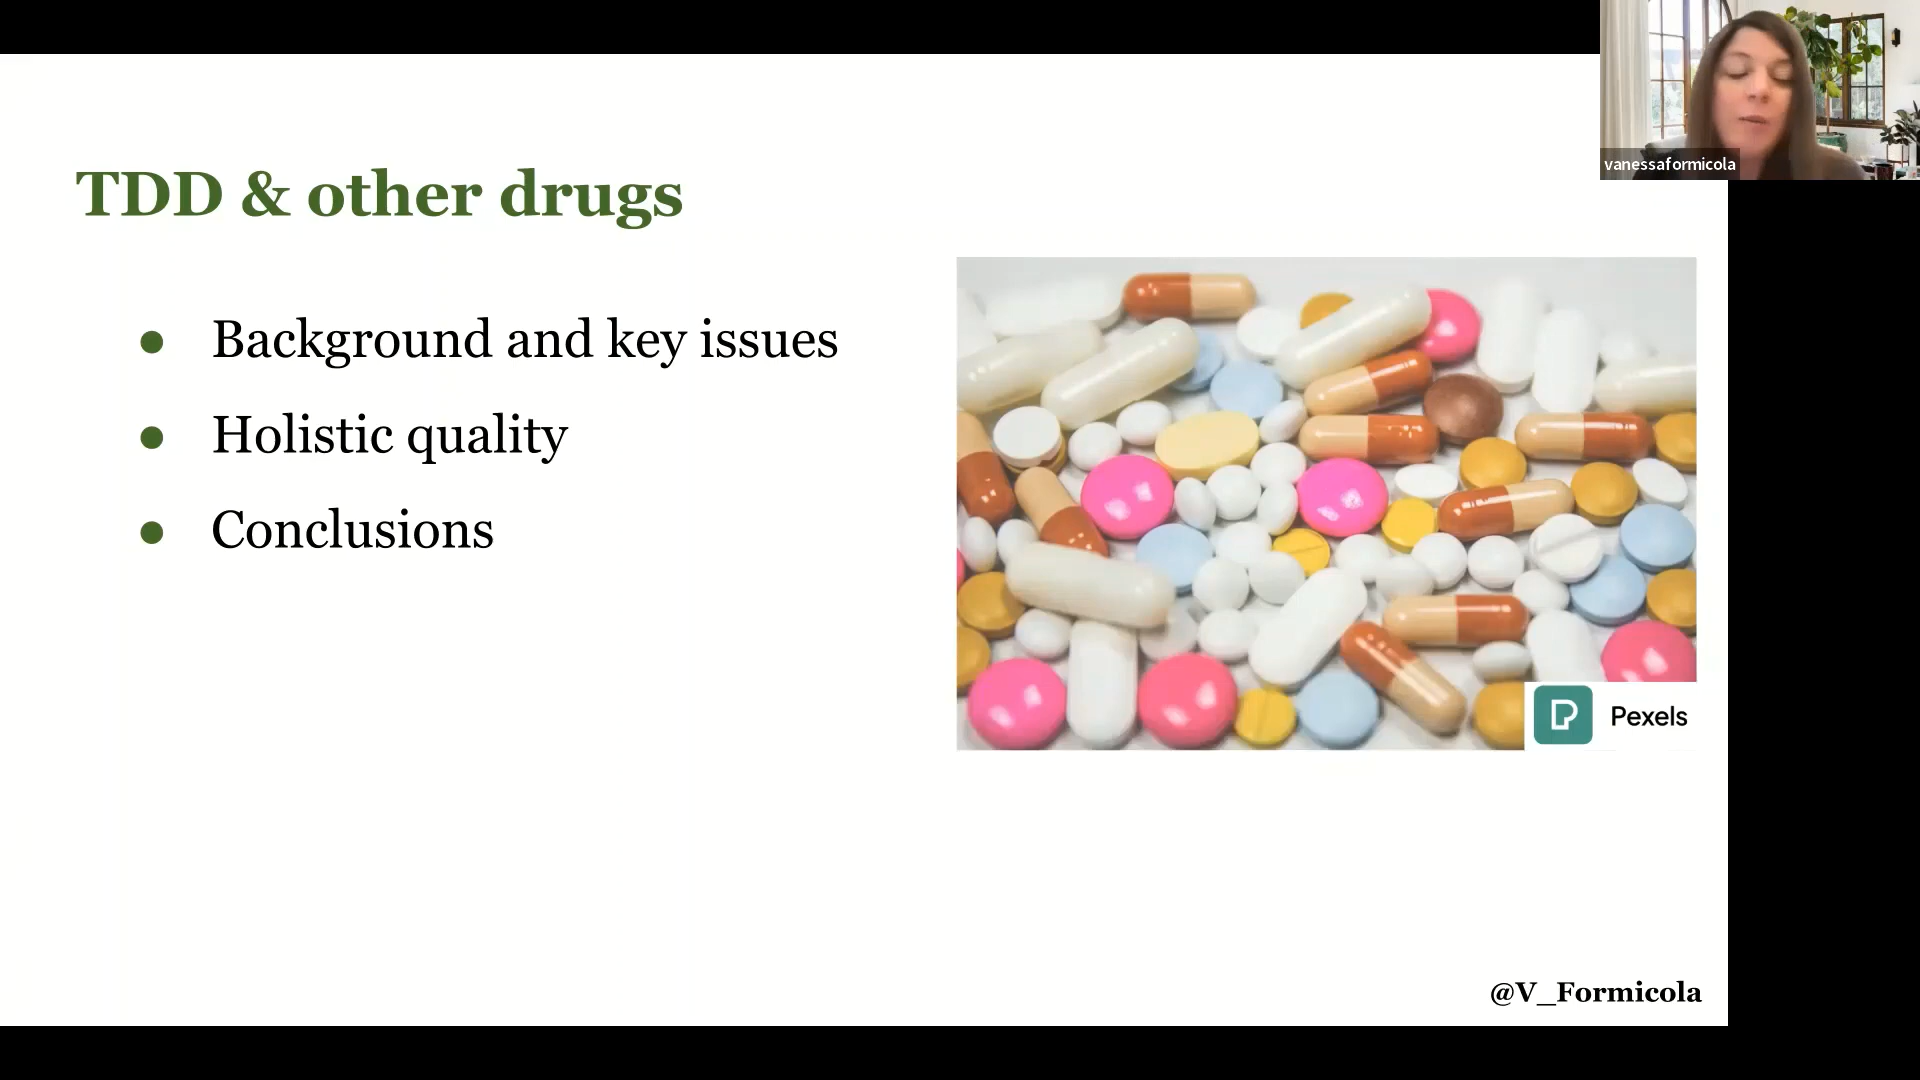 vanessaformicola
TDD & other drugs
● Background and key issues
● Holistic quality
● Conclusions
Pexels
@V_Formicola